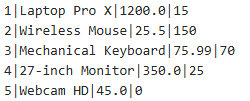 1|Laptop Pro X|1200.0|15
2|Wireless Mouse|25.5|150
3|Mechanical Keyboard|75.99|70
4|27-inch Monitor|350.0|25
5|Webcam HD|45.0|0